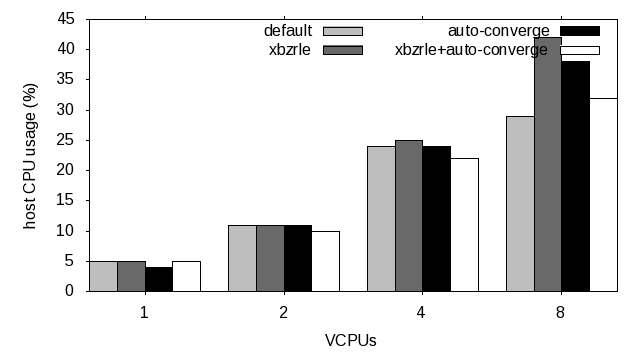 45
40
35
30
25
20
15
10
5
0
host CPU usage (%)
default
xbzrle
auto-converge
xbzrle+auto-converge
1 2 4 8
VCPUs